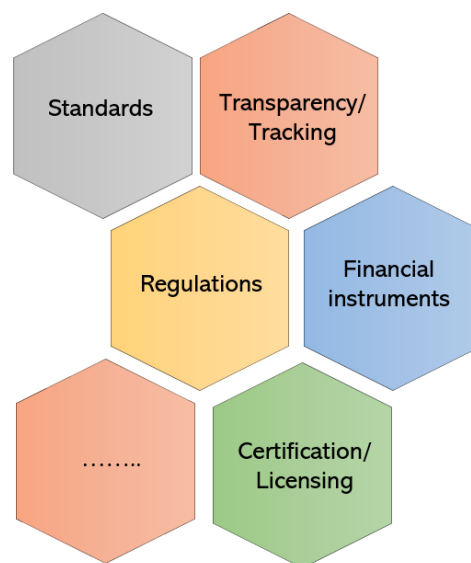 Standards
Transparency/
Tracking
Regulations
Financial
instruments
……..
Certification/
Licensing